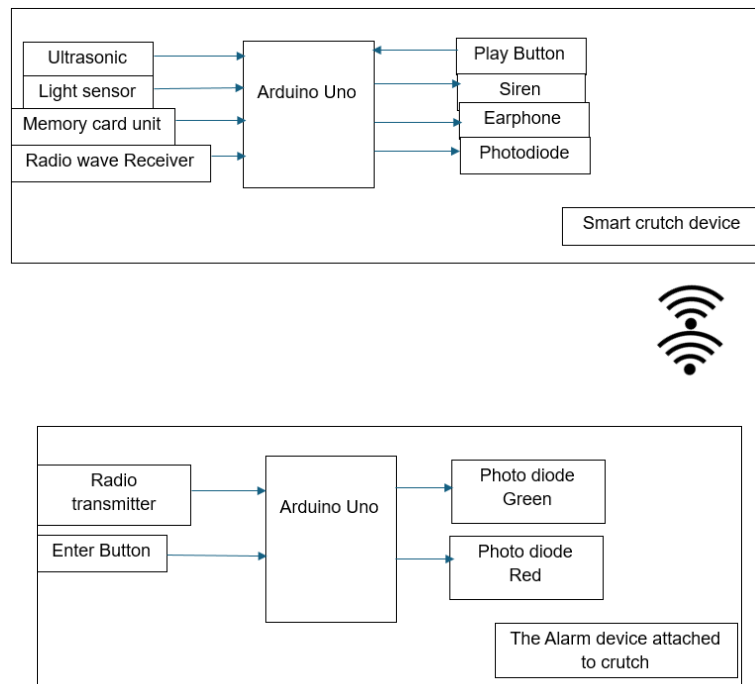 Ultrasonic
Light sensor
Memory card unit
Radio wave Receiver
Arduino Uno
Play Button
Siren
Earphone
Photodiode
Smart crutch device
Radio
transmitter
Enter Button
Arduino Uno
Photo diode
Green
Photo diode
Red
The Alarm device attached
to crutch